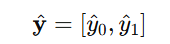 ŷ = [ŷ₀, ŷ₁]